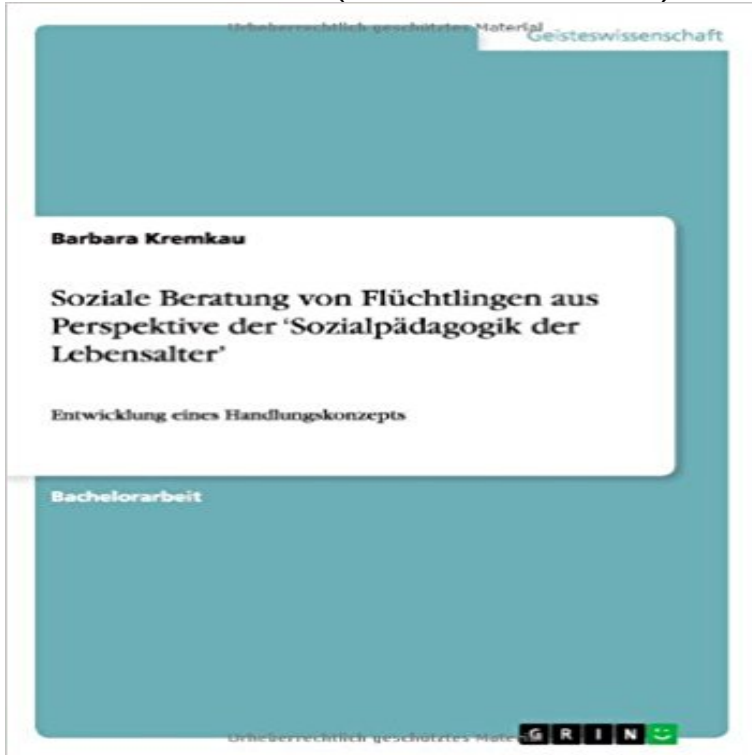 Urheberrechtlich geschütztes Material
Geisteswissenschaft
Barbara Kremkau
Soziale Beratung von Flüchtlingen aus
Perspektive der ‘Sozialpädagogik der
Lebensalter’
Entwicklung eines Handlungskonzepts
Bachelorarbeit
Urheberrechtlich geschütztes Mate
GRIN